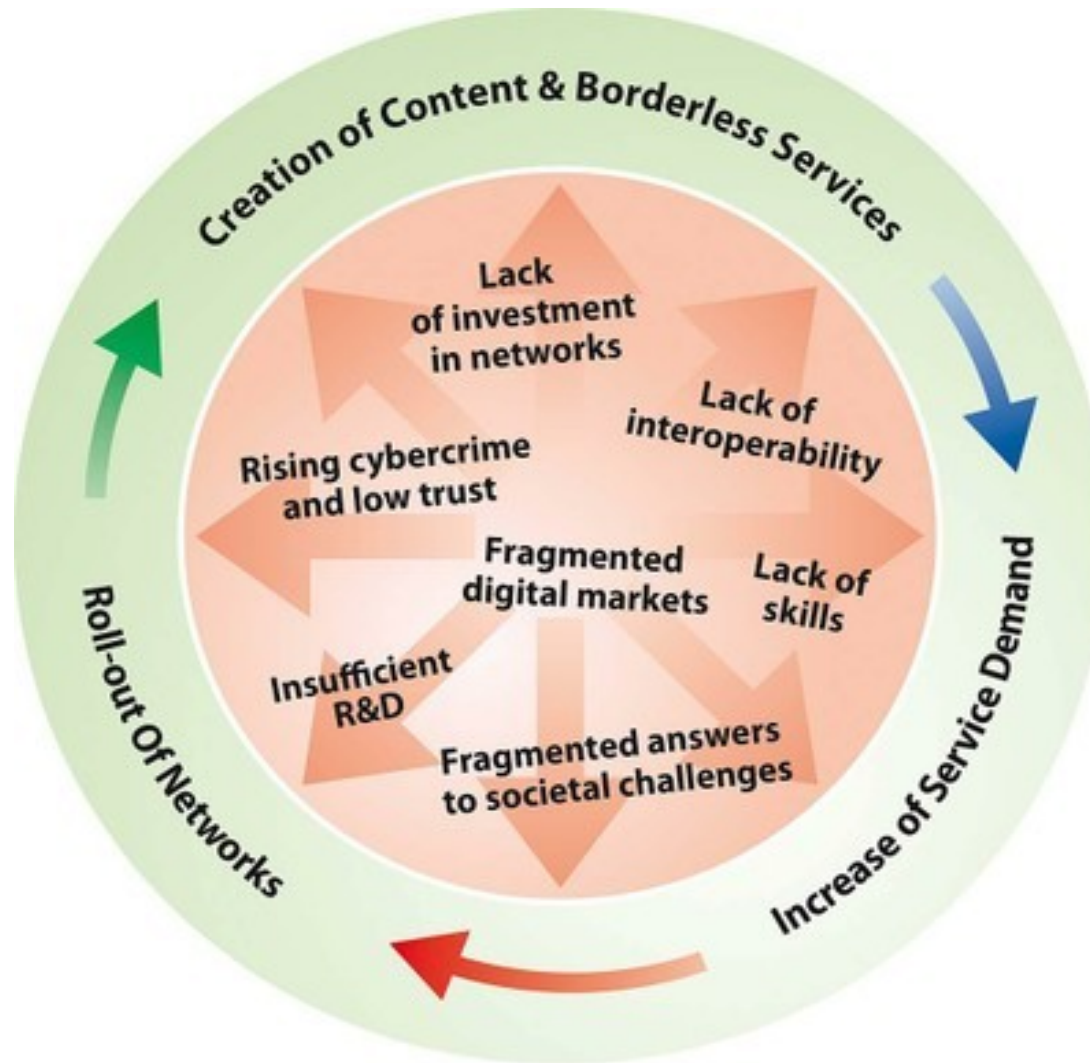 Creation of Content & Borderless Services
Lack
of investment
in networks
Lack of
interoperability
Rising cybercrime
and low trust
Fragmented
digital markets
Lack of
skills
Insufficient
R&D
Fragmented answers
to societal challenges
Increase of Service Demand
Roll-out Of Networks